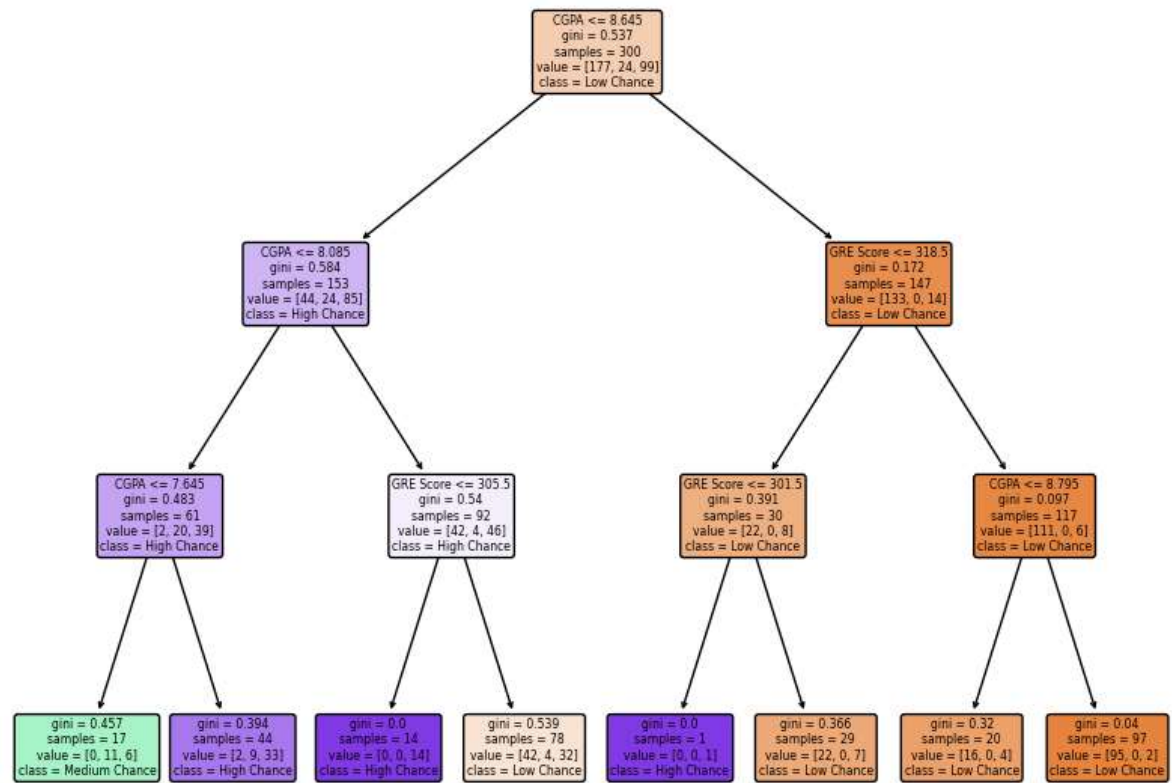 CGPA <= 8.645
gini = 0.537
samples = 300
value = [177, 24, 99]
class = Low Chance
CGPA <= 8.085
gini = 0.584
samples = 153
value = [44, 24, 85]
class = High Chance
GRE Score <= 318.5
gini = 0.172
samples = 147
value = [133, 0, 14]
class = Low Chance
CGPA <= 7.645
gini = 0.483
samples = 61
value = [2, 20, 39]
class = High Chance
GRE Score <= 305.5
gini = 0.54
samples = 92
value = [42, 4, 46]
class = High Chance
GRE Score <= 301.5
gini = 0.391
samples = 30
value = [22, 0, 8]
class = Low Chance
CGPA <= 8.795
gini = 0.097
samples = 117
value = [111, 0, 6]
class = Low Chance
gini = 0.457
samples = 17
value = [0, 11, 6]
class = Medium Chance
gini = 0.394
samples = 44
value = [2, 9, 33]
class = High Chance
gini = 0.0
samples = 14
value = [0, 0, 14]
class = High Chance
gini = 0.539
samples = 78
value = [42, 4, 32]
class = Low Chance
gini = 0.0
samples = 1
value = [0, 0, 1]
class = High Chance
gini = 0.366
samples = 29
value = [22, 0, 7]
class = Low Chance
gini = 0.32
samples = 20
value = [16, 0, 4]
class = Low Chance
gini = 0.04
samples = 97
value = [95, 0, 2]
class = Low Chance